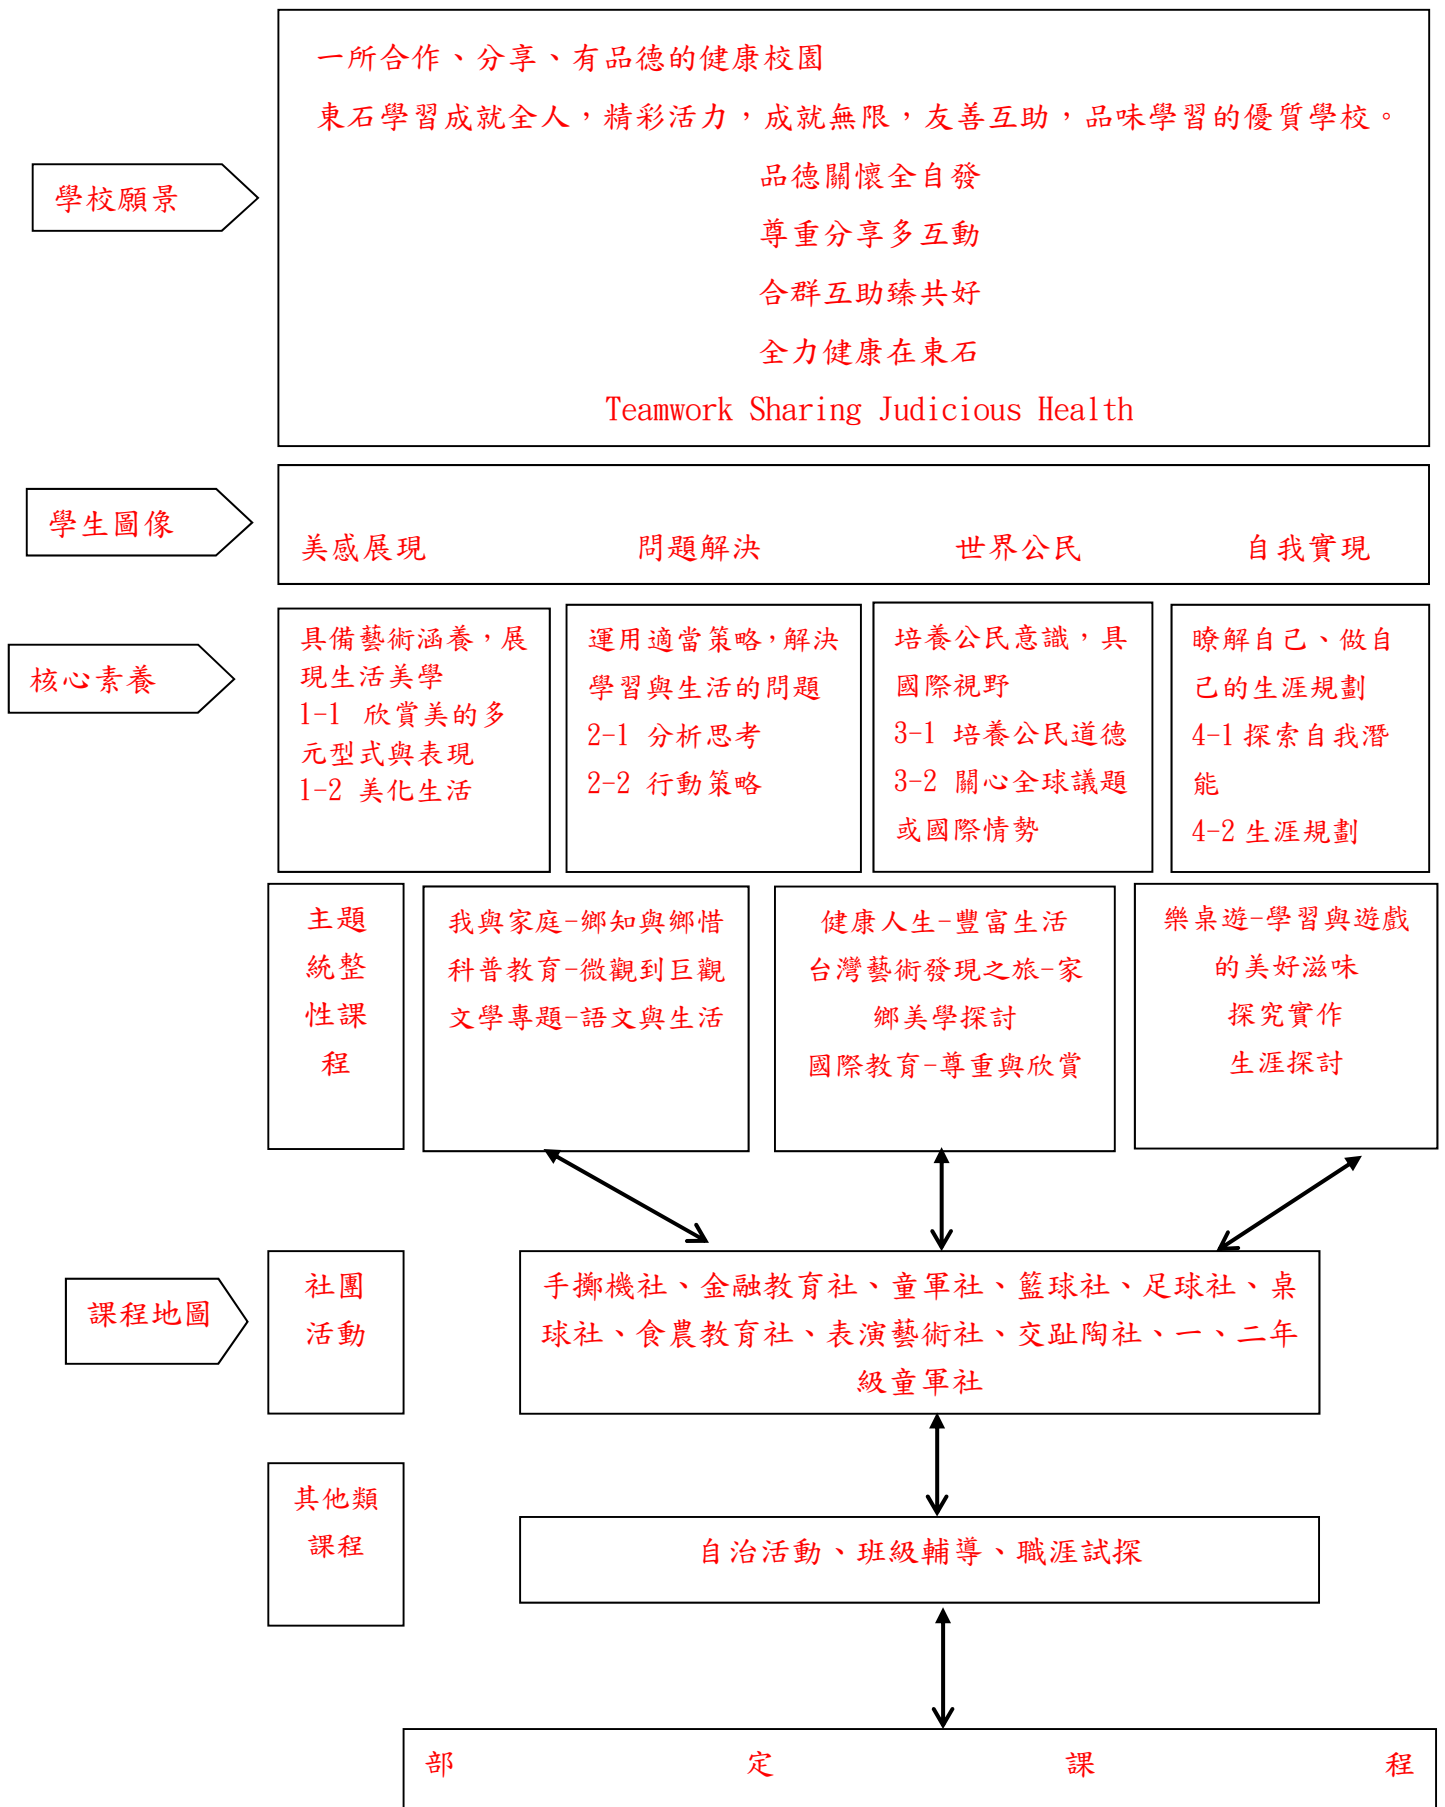 學校願景
一所合作、分享、有品德的健康校園
東石學習成就全人，精彩活力，成就無限，友善互助，品味學習的優質學校。
品德關懷全自發
尊重分享多互動
合群互助臻共好
全力健康在東石
Teamwork Sharing Judicious Health
學生圖像
美感展現 問題解決 世界公民 自我實現
核心素養
具備藝術涵養，展
現生活美學
1-1 欣賞美的多
元型式與表現
1-2 美化生活
運用適當策略，解決
學習與生活的問題
2-1 分析思考
2-2 行動策略
培養公民意識，具
國際視野
3-1 培養公民道德
3-2 關心全球議題
或國際情勢
瞭解自己、做自
己的生涯規劃
4-1 探索自我潛
能
4-2 生涯規劃
課程地圖
主題
統整
性課
程
我與家庭-鄉知與鄉惜
科普教育-微觀到巨觀
文學專題-語文與生活
健康人生-豐富生活
台灣藝術發現之旅-家
鄉美學探討
國際教育-尊重與欣賞
樂桌遊-學習與遊戲
的美好滋味
探究實作
生涯探討
社團
活動
手擲機社、金融教育社、童軍社、籃球社、足球社、桌
球社、食農教育社、表演藝術社、交趾陶社、一、二年
級童軍社
其他類
課程
自治活動、班級輔導、職涯試探
部 定 課 程